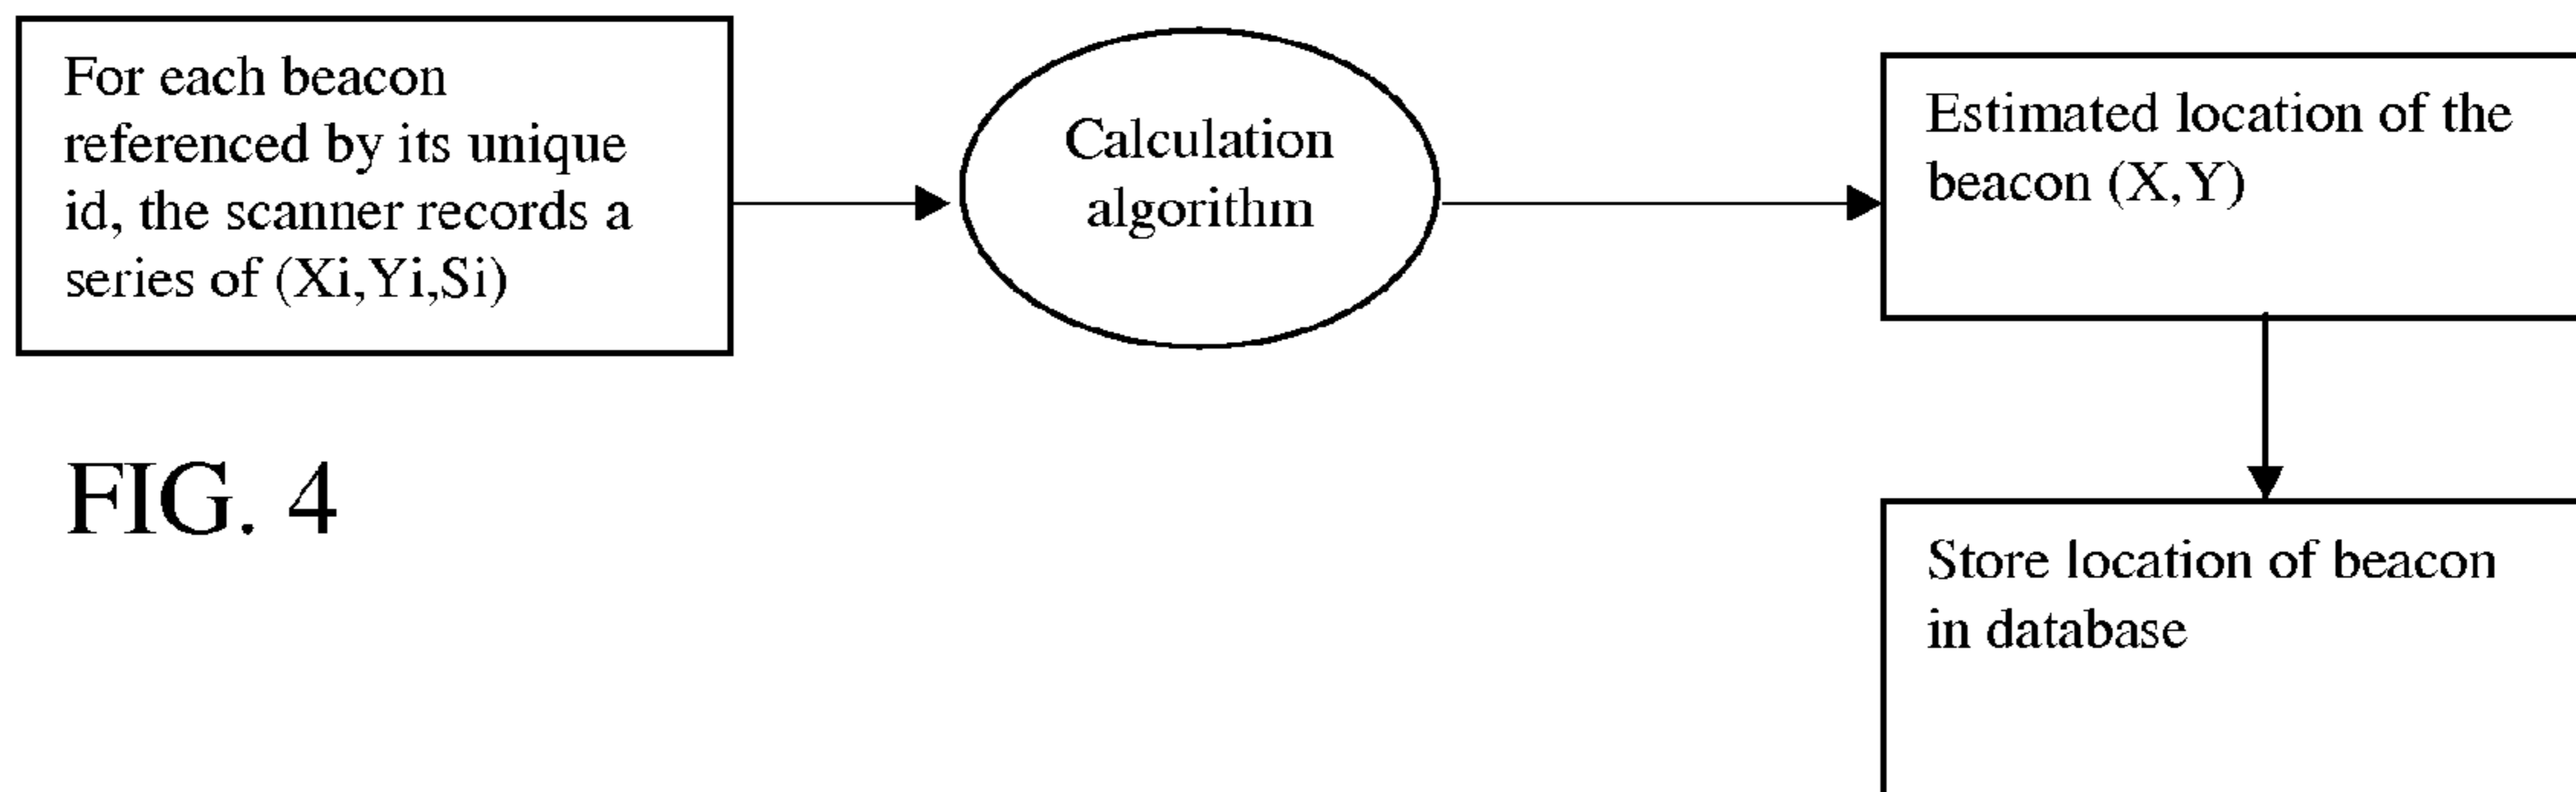 For each beacon
referenced by its unique
id, the scanner records a
series of (Xi,Yi,Si)
Calculation
algorithm
Estimated location of the
beacon (X,Y)
Store location of beacon
in database
FIG. 4